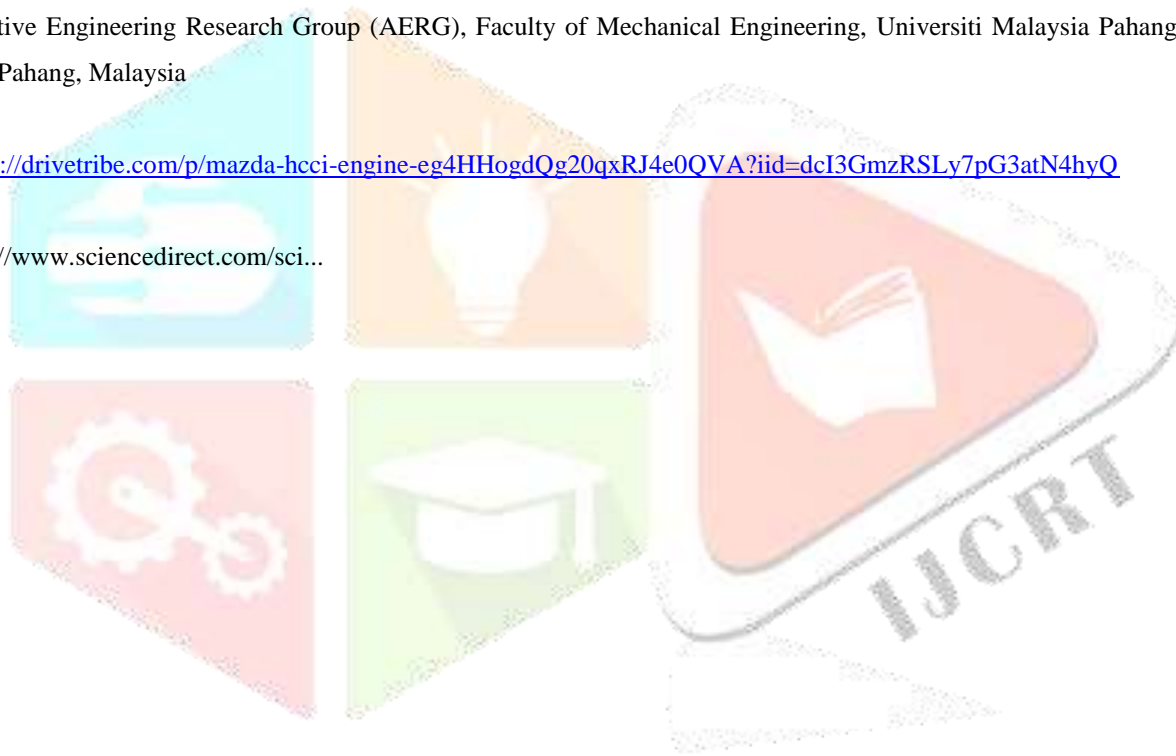 tive Engineering Research Group (AERG), Faculty of Mechanical Engineering, Universiti Malaysia Pahang
Pahang, Malaysia
://drivetribe.com/p/mazda-hcci-engine-eg4HHogdQg20qxRJ4e0QVA?iid=dcI3GmzRSLy7pG3atN4hyQ
//www.sciencedirect.com/sci...
IJCRT